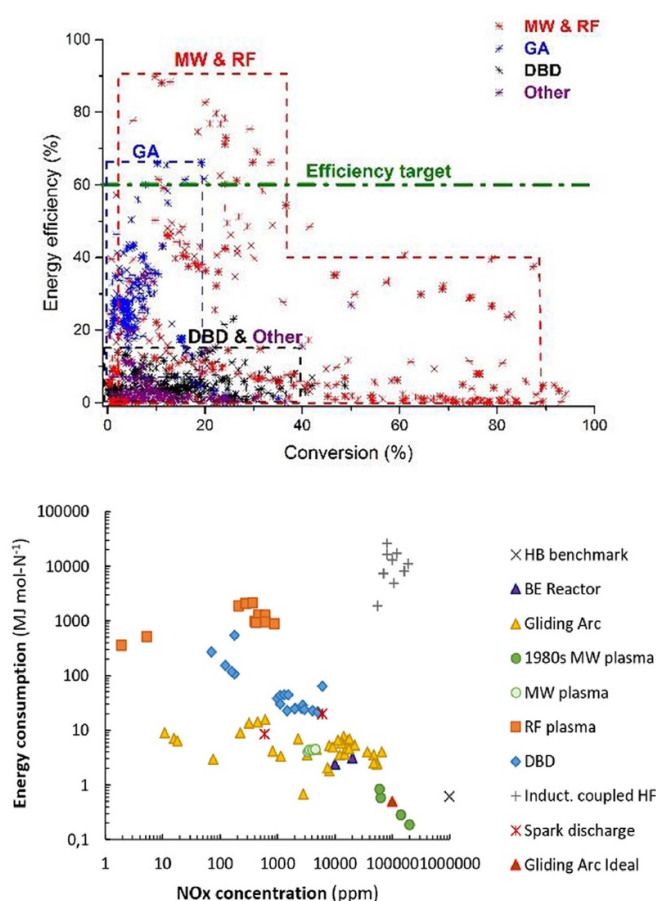 MW & RF
GA
DBD
Other
MW & RF
GA
Efficiency target
DBD & Other
Energy efficiency (%)
100
80
60
40
20
0
0 20 40 60 80 100
Conversion (%)
Energy consumption (MJ mol-N⁻¹)
100000
10000
1000
100
10
1
0,1
1 10 100 1000 10000 100000 1000000
NOx concentration (ppm)
HB benchmark
BE Reactor
Gliding Arc
1980s MW plasma
MW plasma
RF plasma
DBD
Induct. coupled HF
Spark discharge
Gliding Arc Ideal